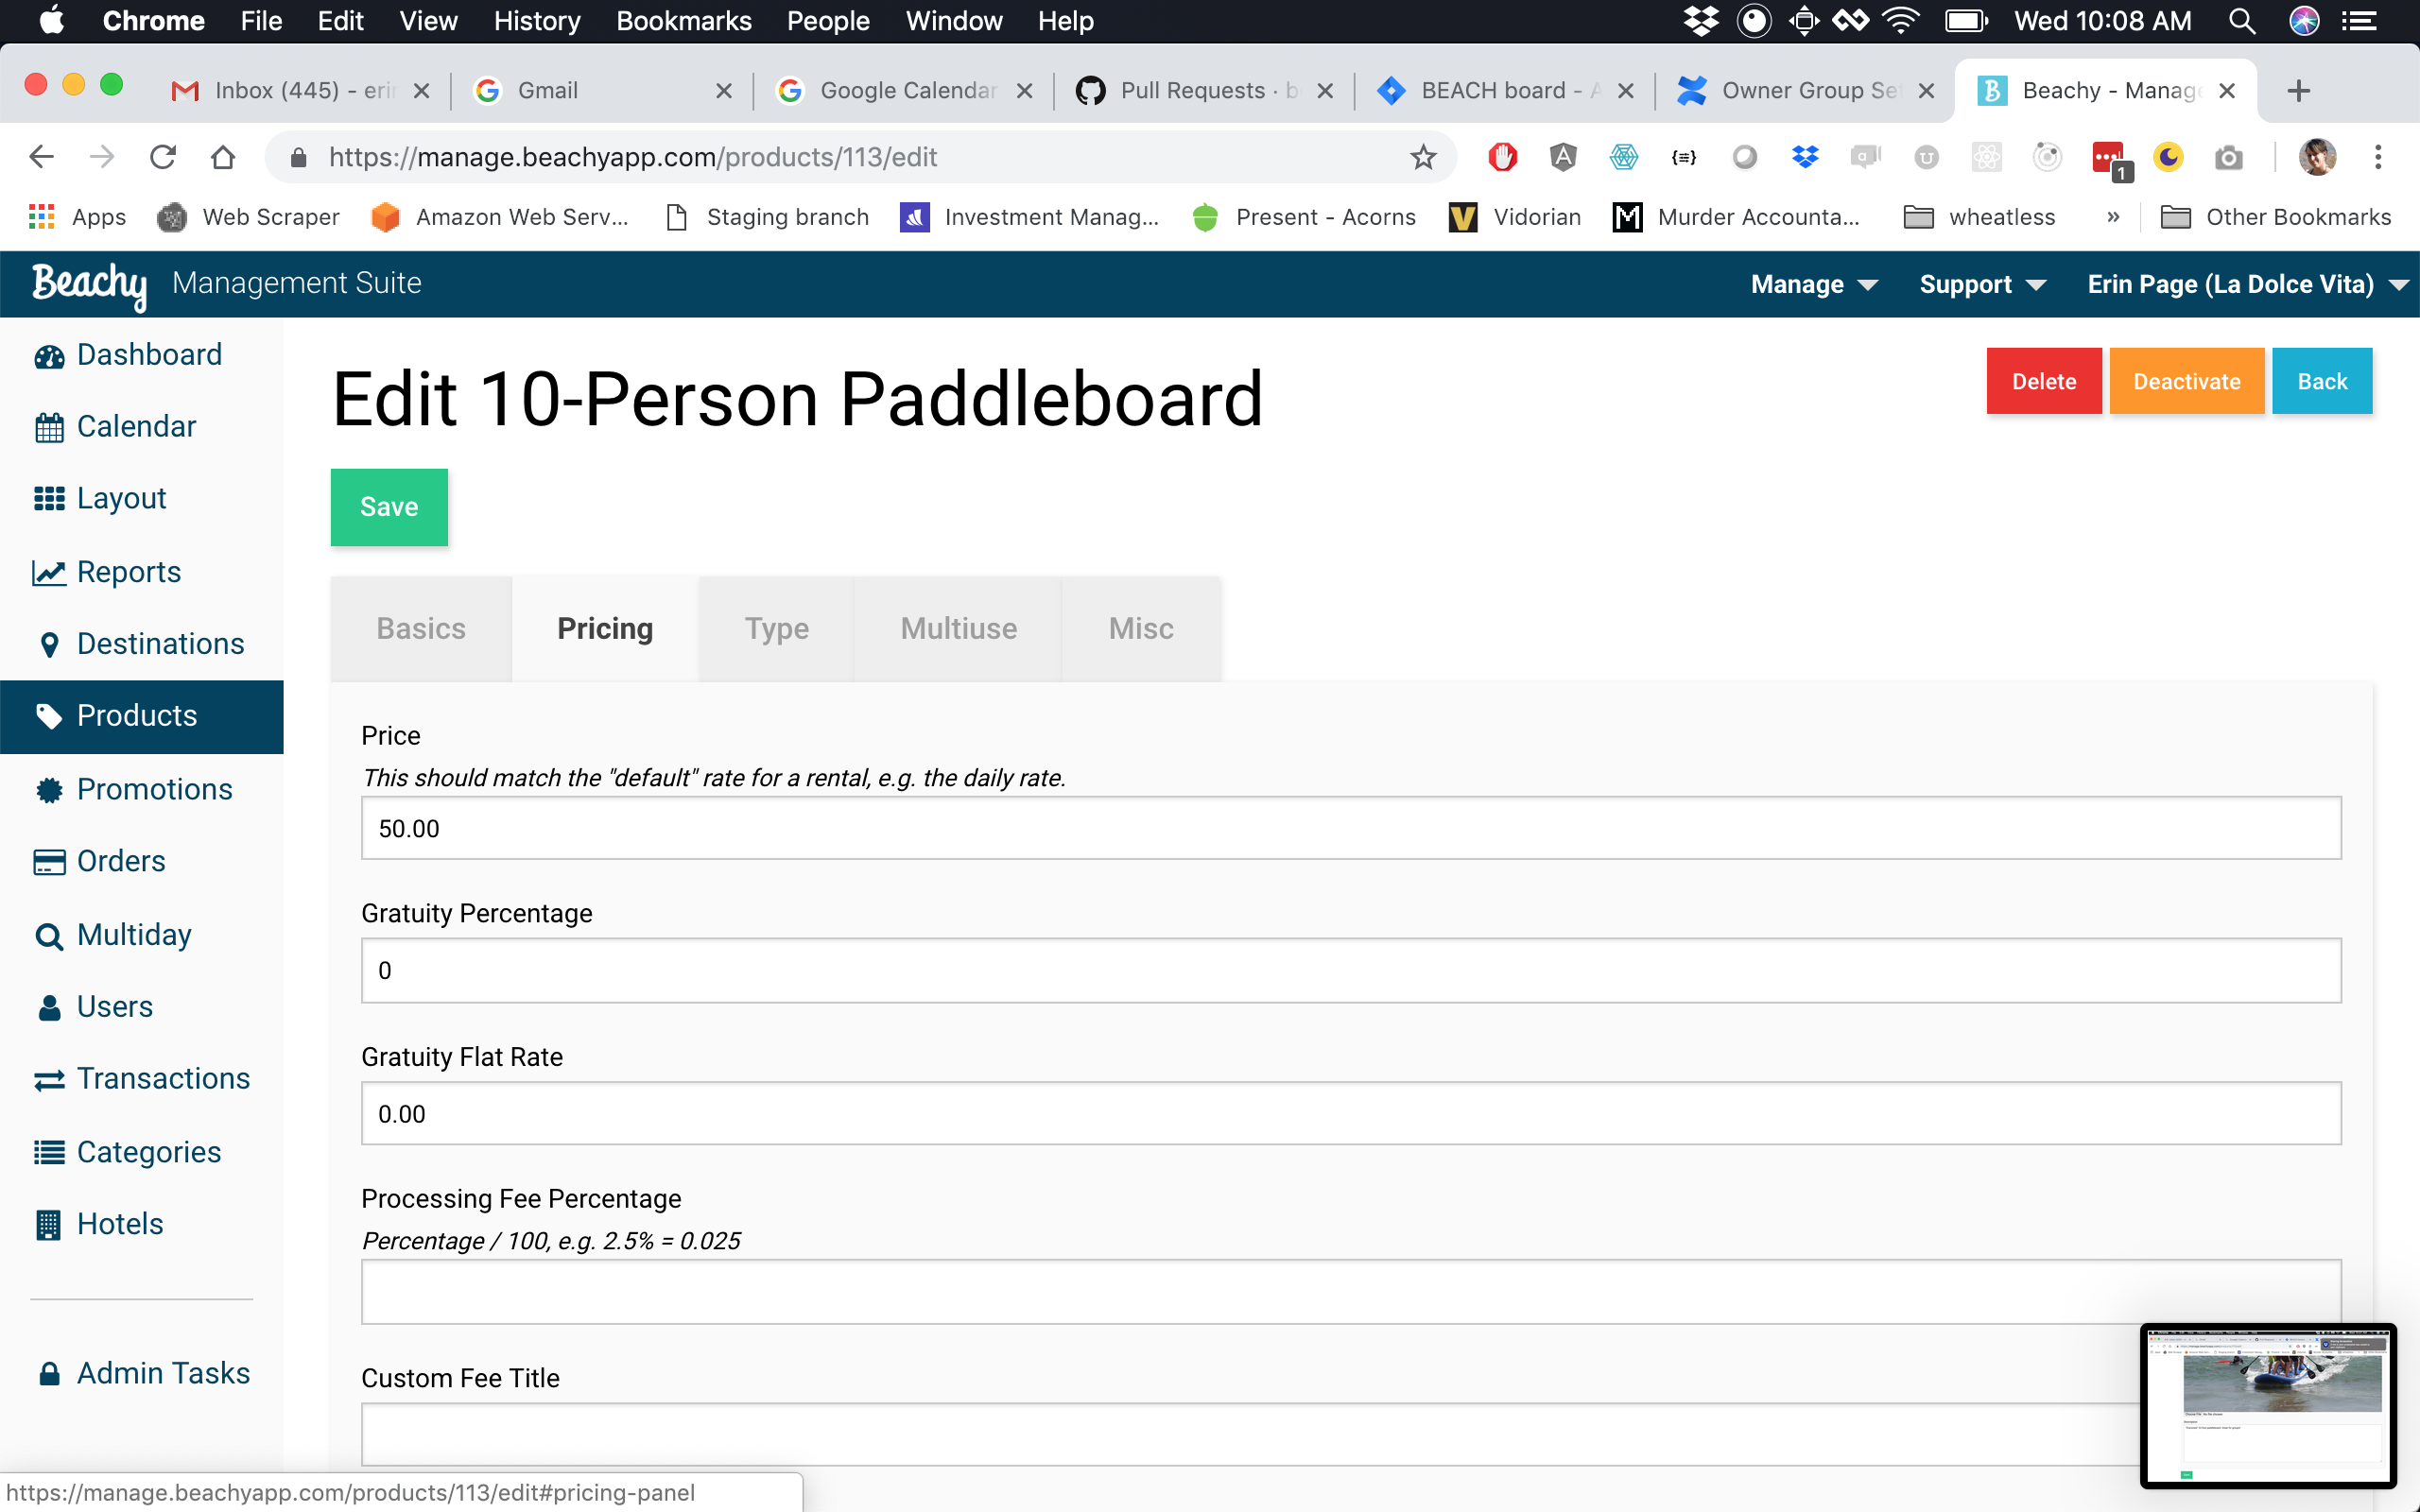 Chrome File Edit View History Bookmarks People Window Help Wed 10:08 AM
Inbox (445) - erin Gmail Google Calendar Pull Requests · b BEACH board - A Owner Group Set Beachy - Manage
https://manage.beachyapp.com/products/113/edit 1
Apps Web Scraper Amazon Web Serv... Staging branch Investment Manag... Present - Acorns Vidorian Murder Accounta... wheatless » Other Bookmarks
Beachy Management Suite Manage Support Erin Page (La Dolce Vita)
Dashboard
Calendar
Layout
Reports
Destinations
Products
Promotions
Orders
Multiday
Users
Transactions
Categories
Hotels
Admin Tasks
Edit 10-Person Paddleboard
Delete Deactivate Back
Save
Basics Pricing Type Multiuse Misc
Price
This should match the "default" rate for a rental, e.g. the daily rate.
50.00
Gratuity Percentage
0
Gratuity Flat Rate
0.00
Processing Fee Percentage
Percentage / 100, e.g. 2.5% = 0.025
Custom Fee Title
https://manage.beachyapp.com/products/113/edit#pricing-panel